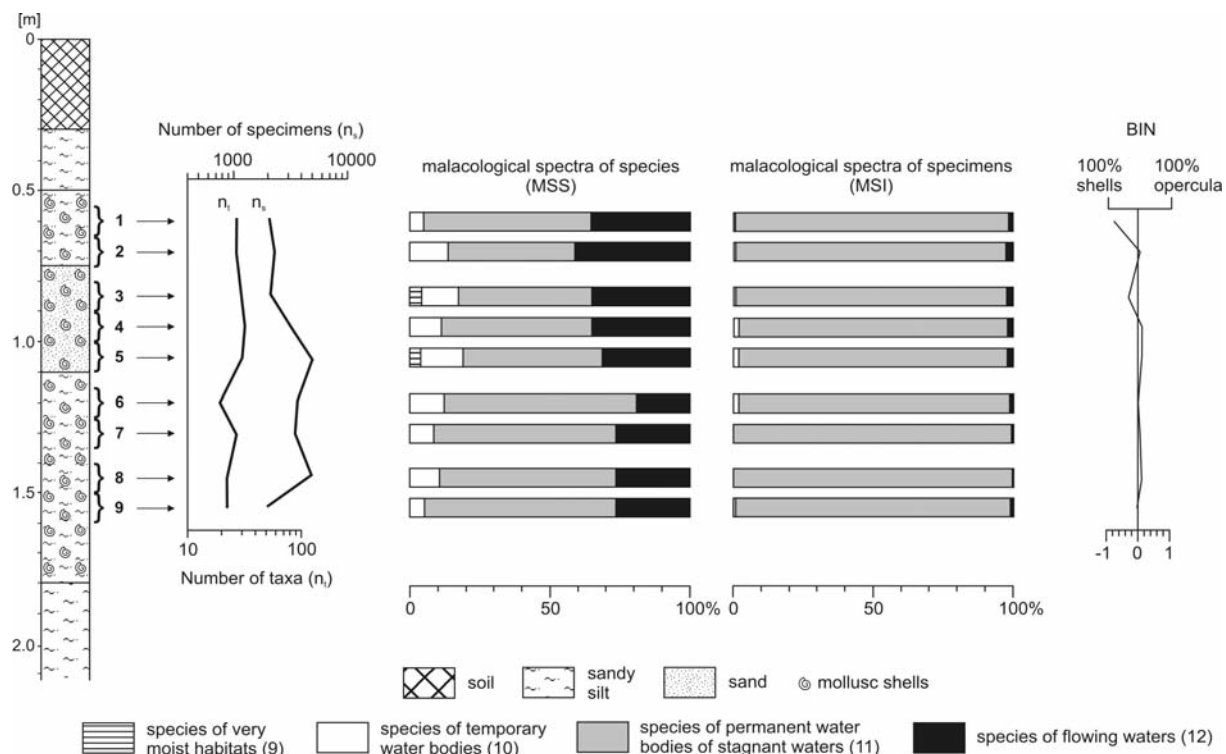 [m]
0
0.5
1.0
1.5
2.0
1
2
3
4
5
6
7
8
9
Number of specimens (nₛ)
1000 10000
nₜ nₛ
10 100
Number of taxa (nₜ)
malacological spectra of species
(MSS)
0 50 100%
malacological spectra of specimens
(MSI)
0 50 100%
BIN
100%
shells
100%
opercula
-1 0 1
soil
sandy
silt
sand
mollusc shells
species of very
moist habitats (9)
species of temporary
water bodies (10)
species of permanent water
bodies of stagnant waters (11)
species of flowing waters (12)